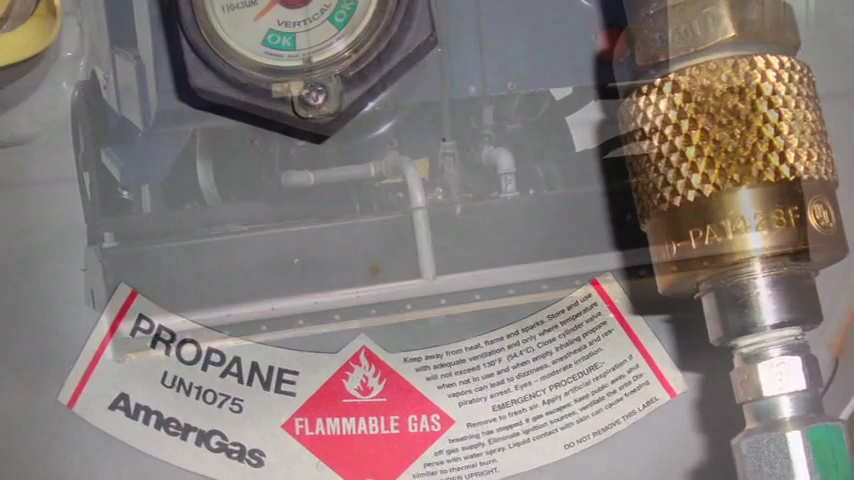 11045UM
VERTICAL
OK
OK
D-PA1423F
PROPANE
UN1075
AmeriGas
FLAMMABLE GAS
Keep away from heat, flame and sparks. Store and use
with adequate ventilation and only where temperature
will not exceed 130°F (54.4°C). Close cylinder valve
when not in use and when empty. Inhaling propane
vapors can lead to dizziness, anesthesia and res-
piratory arrest. Eyes – moderate irritation.
EMERGENCY PROCEDURE:
Remove to fresh air. Apply artificial respiration if
breathing has stopped. If gas escapes: Keep public away, shut
off gas supply. Eliminate ignition sources, ventilate the area. Dis-
perse with water spray. Liquid contact with skin can cause freezing
similar to thermal burn.
DO NOT REMOVE THIS LABEL.
UPRIGHT.